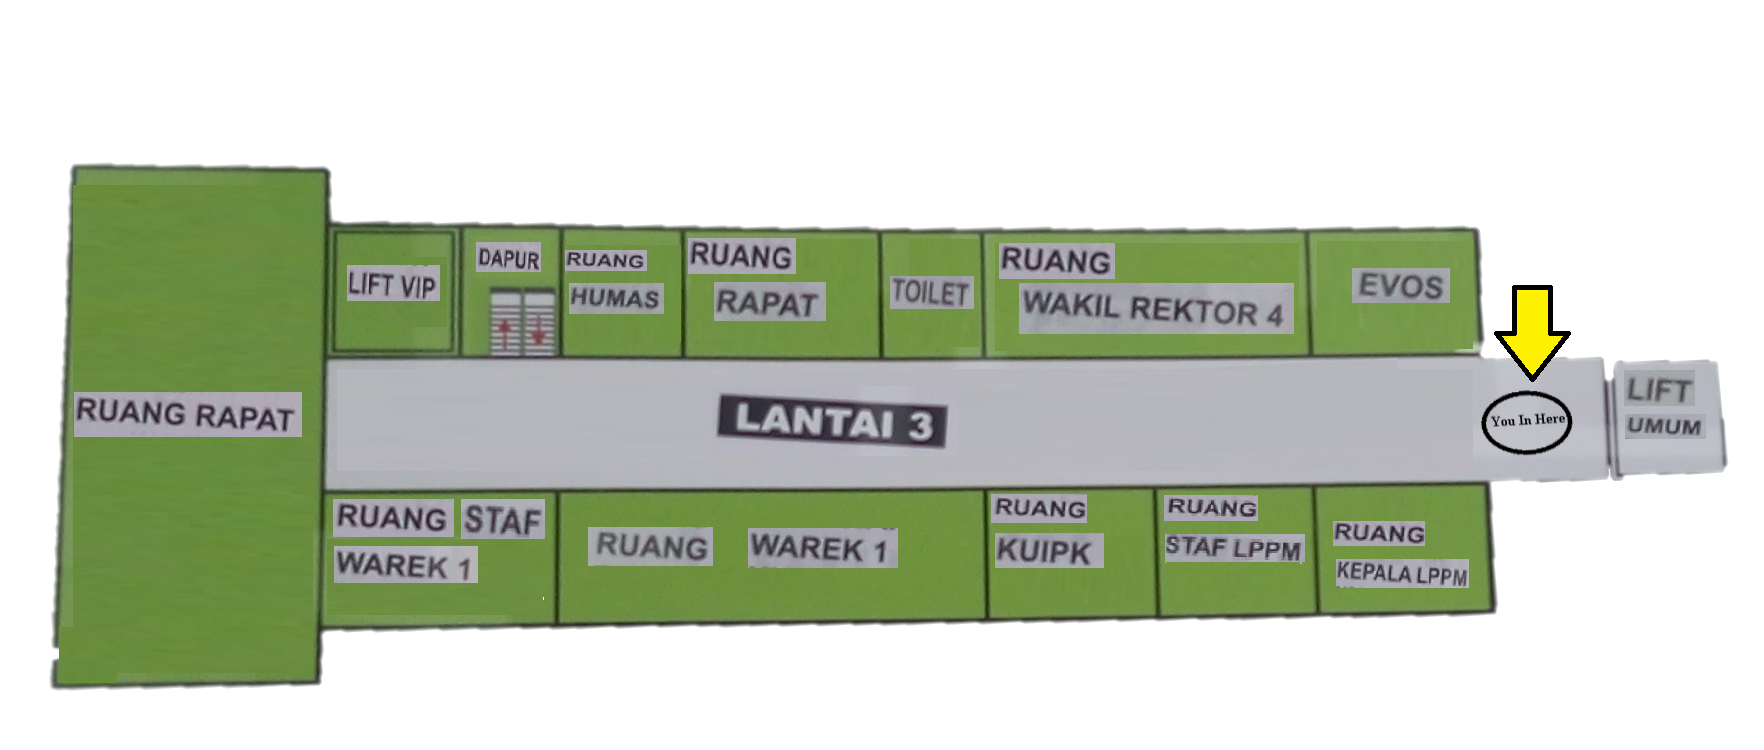 LIFT VIP
DAPUR
RUANG
HUMAS
RUANG
RAPAT
TOILET
RUANG
WAKIL REKTOR 4
EVOS
RUANG RAPAT
LANTAI 3
You In Here
LIFT
UMUM
RUANG STAF
WAREK 1
RUANG WAREK 1
RUANG
KUIPK
RUANG
STAF LPPM
RUANG
KEPALA LPPM